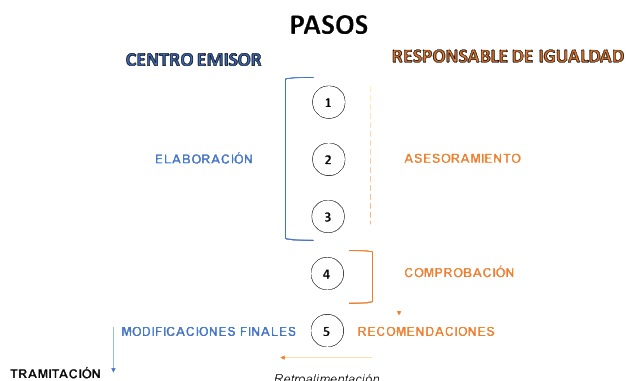 PASOS
CENTRO EMISOR
RESPONSABLE DE IGUALDAD
1
ELABORACIÓN
2
ASESORAMIENTO
3
4
COMPROBACIÓN
MODIFICACIONES FINALES
5
RECOMENDACIONES
TRAMITACIÓN
Retroalimentación